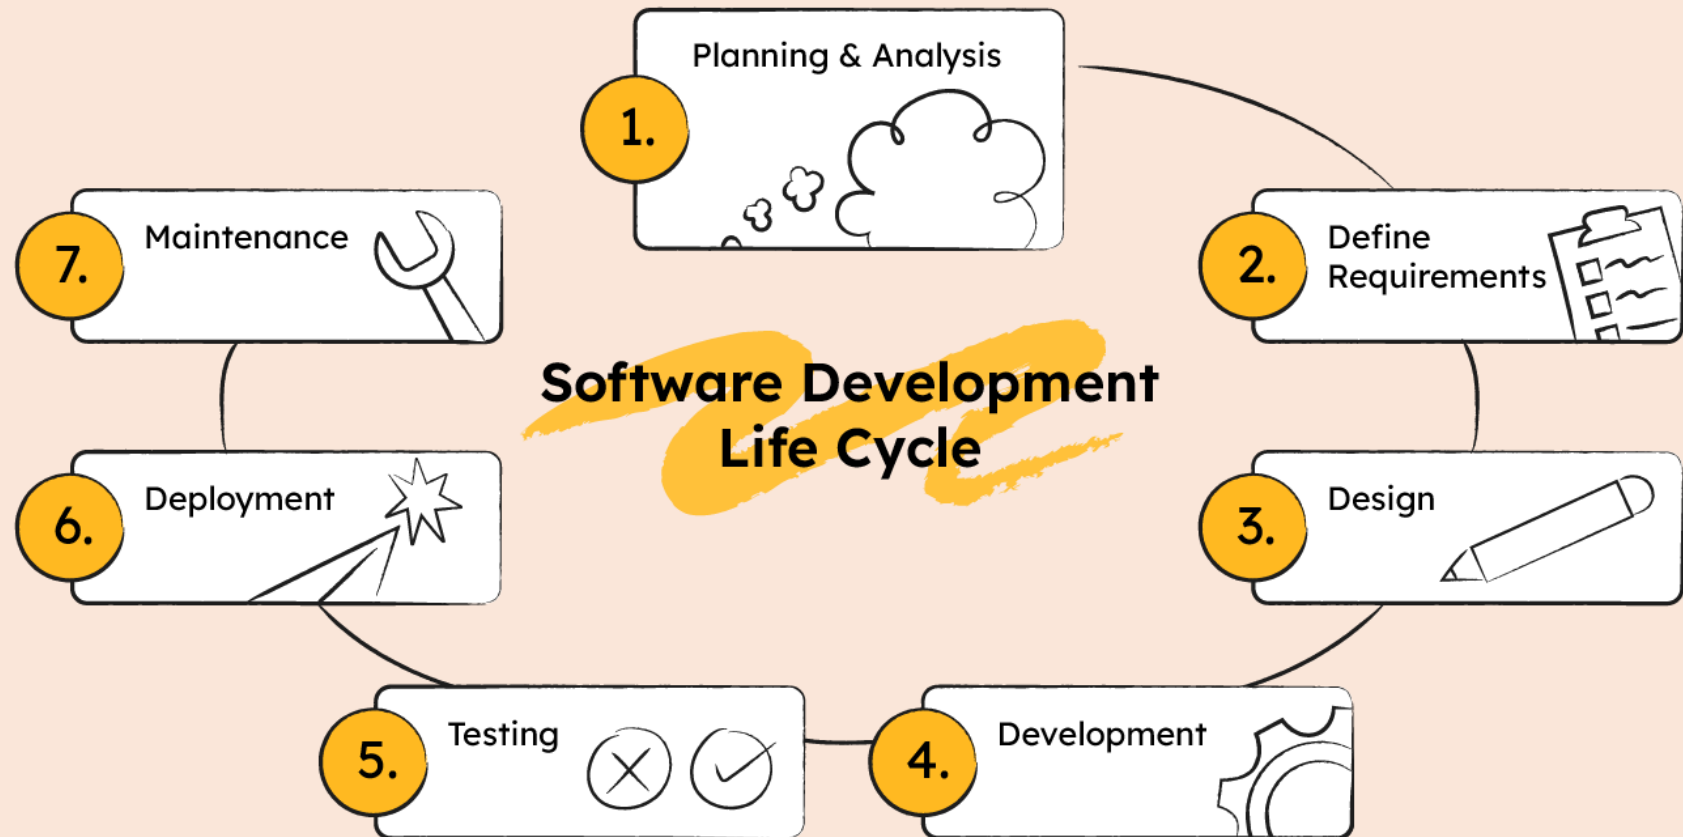 1.
Planning & Analysis
2.
Define
Requirements
3.
Design
4.
Development
5.
Testing
6.
Deployment
7.
Maintenance
Software Development
Life Cycle